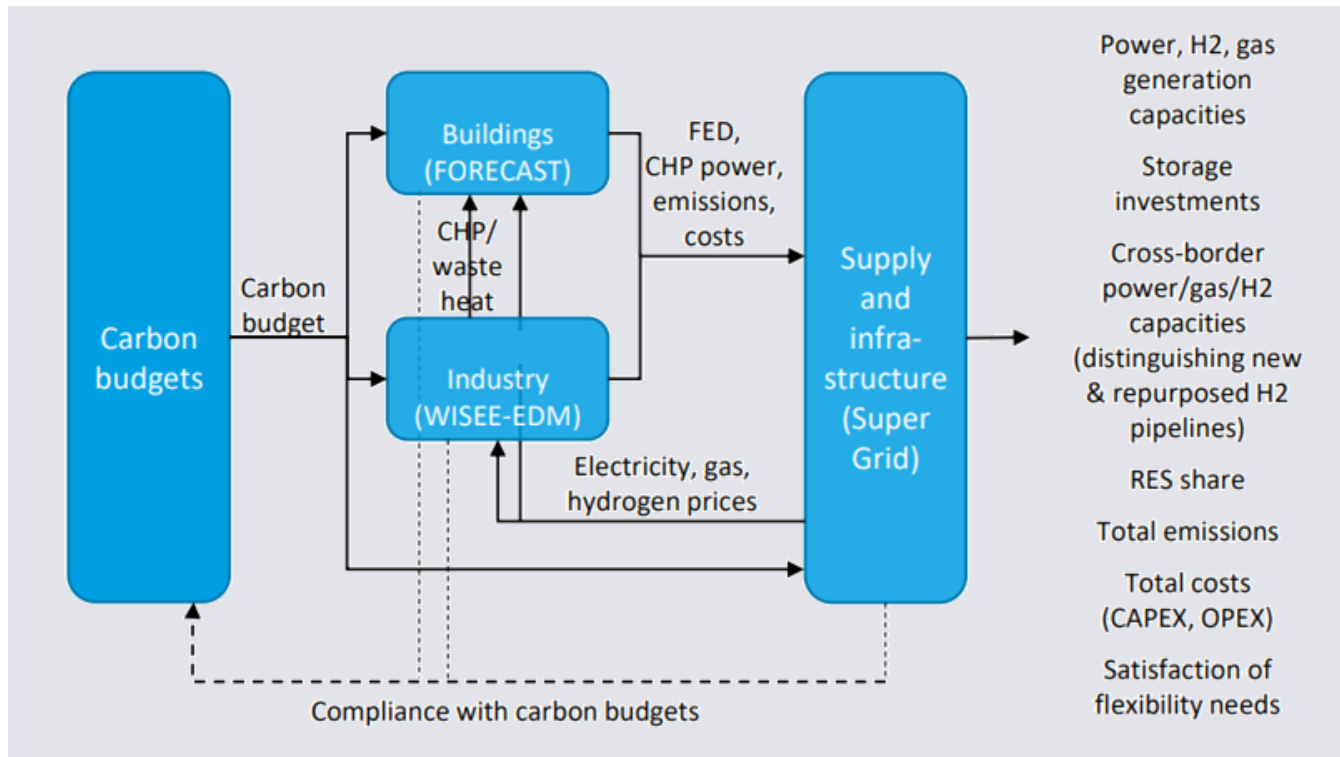 Carbon
budgets
Carbon
budget
Buildings
(FORECAST)
CHP/
waste
heat
Industry
(WISEE-EDM)
FED,
CHP power,
emissions,
costs
Electricity, gas,
hydrogen prices
Supply
and
infra-
structure
(Super
Grid)
Compliance with carbon budgets
Power, H2, gas
generation
capacities
Storage
investments
Cross-border
power/gas/H2
capacities
(distinguishing new
& repurposed H2
pipelines)
RES share
Total emissions
Total costs
(CAPEX, OPEX)
Satisfaction of
flexibility needs